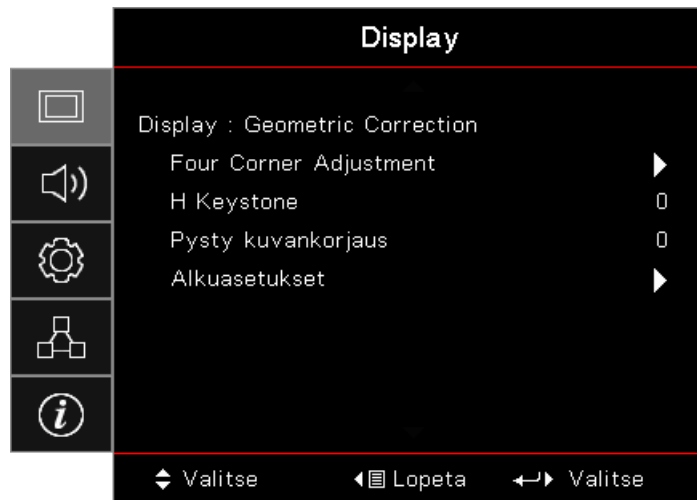 Display
Display : Geometric Correction
Four Corner Adjustment
H Keystone 0
Pysty kuvankorjaus 0
Alkuasetukset
Valitse Lopeta Valitse